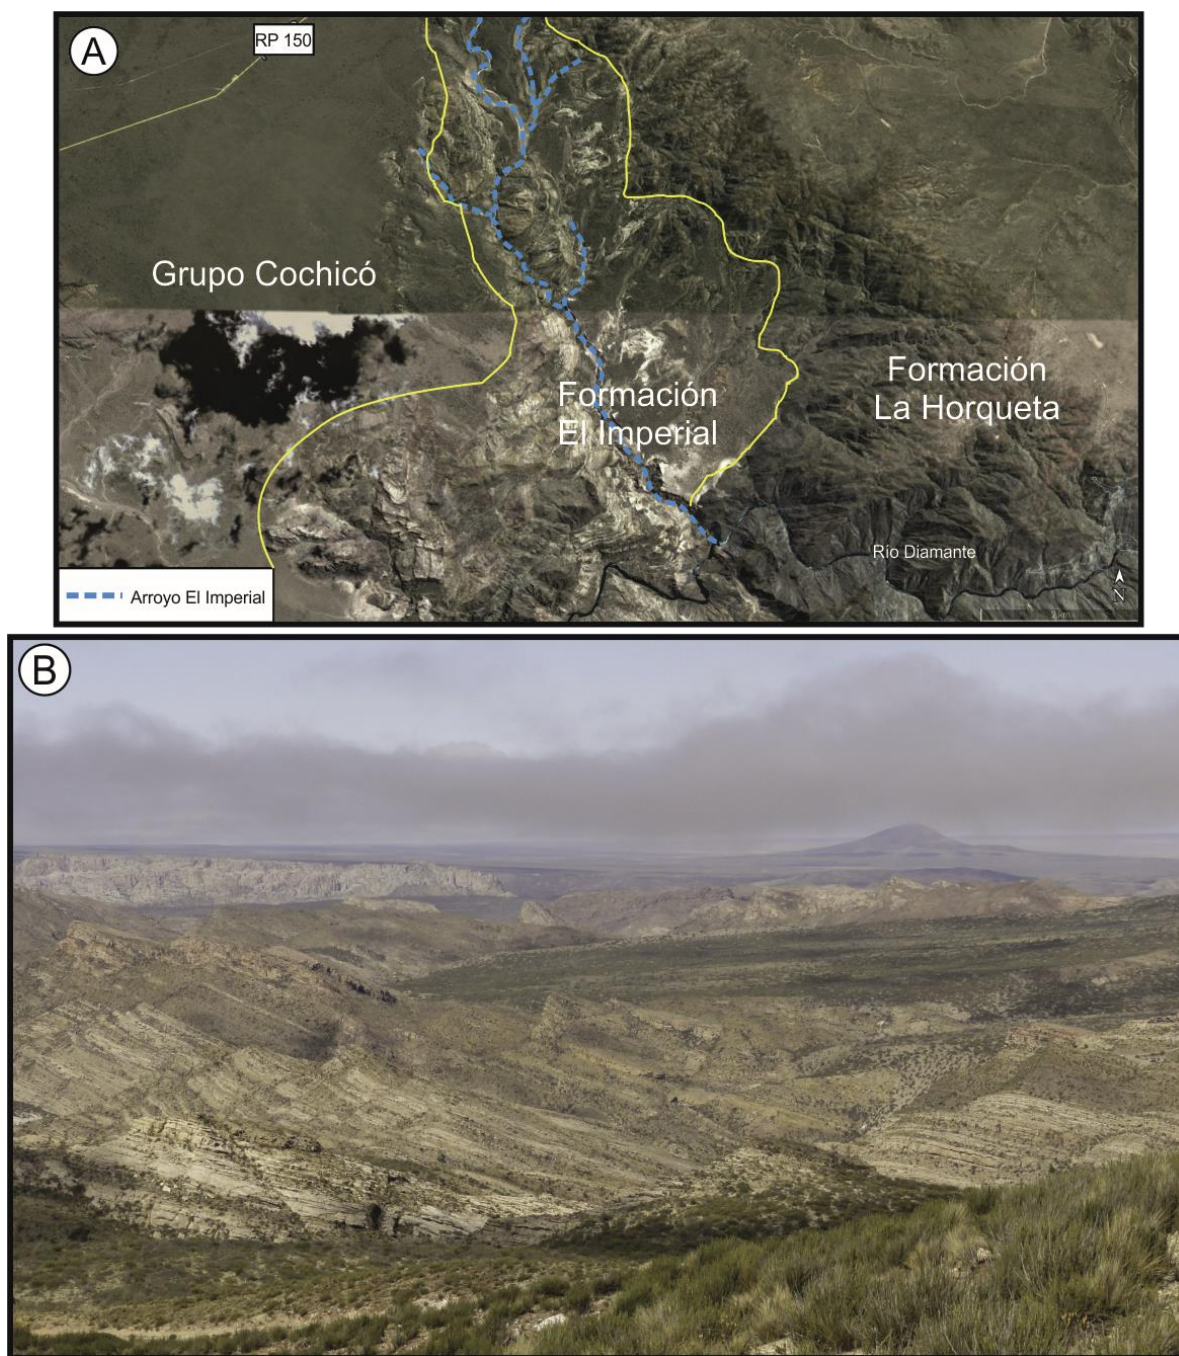 A
RP 150
Grupo Cochicó
Formación
El Imperial
Formación
La Horqueta
Río Diamante
Arroyo El Imperial
N
B